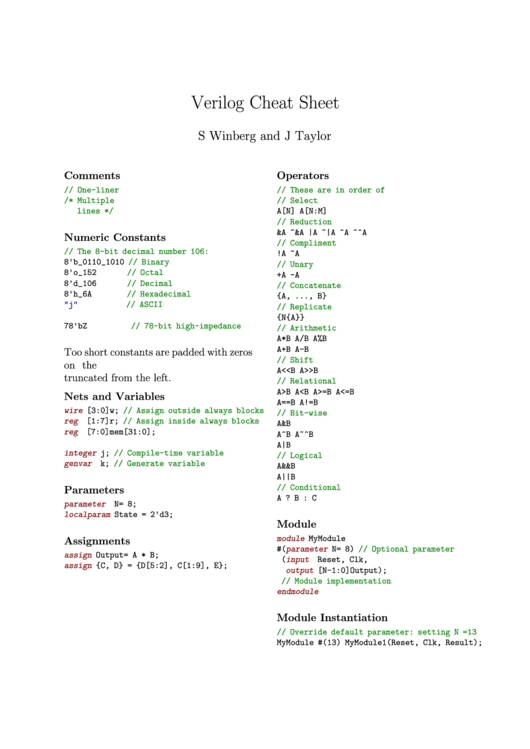 Verilog Cheat Sheet
S Winberg and J Taylor
Comments
// One-liner
/* Multiple
lines */
Numeric Constants
// The 8-bit decimal number 106:
8'b_0110_1010 // Binary
8'o_152 // Octal
8'd_106 // Decimal
8'h_6A // Hexadecimal
"j" // ASCII
78'bZ // 78-bit high-impedance
Too short constants are padded with zeros
on the
truncated from the left.
Nets and Variables
wire [3:0]w; // Assign outside always blocks
reg [1:7]r; // Assign inside always blocks
reg [7:0]mem[31:0];
integer j; // Compile-time variable
genvar k; // Generate variable
Parameters
parameter N= 8;
localparam State = 2'd3;
Assignments
assign Output= A * B;
assign {C, D} = {D[5:2], C[1:9], E};
Operators
// These are in order of
// Select
A[N] A[N:M]
// Reduction
&A ~&A |A ~|A ^A ~^A
// Compliment
!A ~A
// Unary
+A -A
// Concatenate
{A, ..., B}
// Replicate
{N{A}}
// Arithmetic
A*B A/B A%B
A+B A-B
// Shift
A<<B A>>B
// Relational
A>B A<B A>=B A<=B
A==B A!=B
// Bit-wise
A&B
A^B A~^B
A|B
// Logical
A&&B
A||B
// Conditional
A ? B : C
Module
module MyModule
#(parameter N= 8) // Optional parameter
(input Reset, Clk,
output [N-1:0]Output);
// Module implementation
endmodule
Module Instantiation
// Override default parameter: setting N =13
MyModule #(13) MyModule1(Reset, Clk, Result);